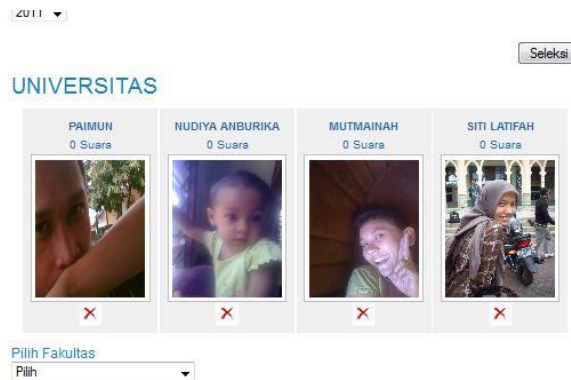 2011
Seleksi
UNIVERSITAS
PAIMUN
0 Suara
NUDIYA ANBURIKA
0 Suara
MUTMAINAH
0 Suara
SITI LATIFAH
0 Suara
Pilih Fakultas
Pilih